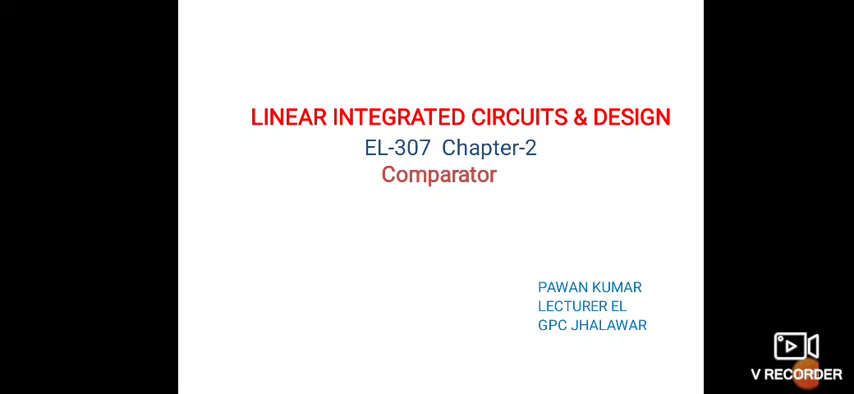 LINEAR INTEGRATED CIRCUITS & DESIGN
EL-307 Chapter-2
Comparator
PAWAN KUMAR
LECTURER EL
GPC JHALAWAR
V RECORDER